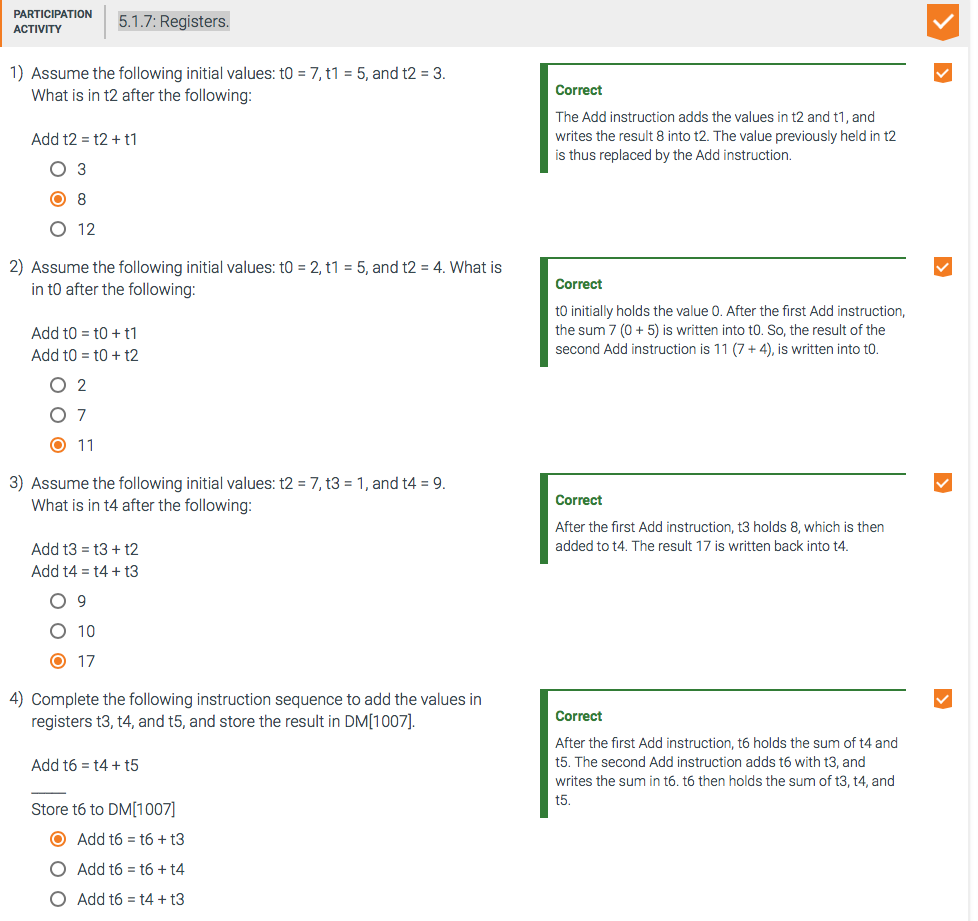 PARTICIPATION
ACTIVITY
5.1.7: Registers.
1) Assume the following initial values: t0 = 7, t1 = 5, and t2 = 3.
What is in t2 after the following:
Add t2 = t2 + t1
3
8
12
Correct
The Add instruction adds the values in t2 and t1, and
writes the result 8 into t2. The value previously held in t2
is thus replaced by the Add instruction.
2) Assume the following initial values: t0 = 2, t1 = 5, and t2 = 4. What is
in t0 after the following:
Add t0 = t0 + t1
Add t0 = t0 + t2
2
7
11
Correct
t0 initially holds the value 0. After the first Add instruction,
the sum 7 (0 + 5) is written into t0. So, the result of the
second Add instruction is 11 (7 + 4), is written into t0.
3) Assume the following initial values: t2 = 7, t3 = 1, and t4 = 9.
What is in t4 after the following:
Add t3 = t3 + t2
Add t4 = t4 + t3
9
10
17
Correct
After the first Add instruction, t3 holds 8, which is then
added to t4. The result 17 is written back into t4.
4) Complete the following instruction sequence to add the values in
registers t3, t4, and t5, and store the result in DM[1007].
Add t6 = t4 + t5
_____
Store t6 to DM[1007]
Add t6 = t6 + t3
Add t6 = t6 + t4
Add t6 = t4 + t3
Correct
After the first Add instruction, t6 holds the sum of t4 and
t5. The second Add instruction adds t6 with t3, and
writes the sum in t6. t6 then holds the sum of t3, t4, and
t5.